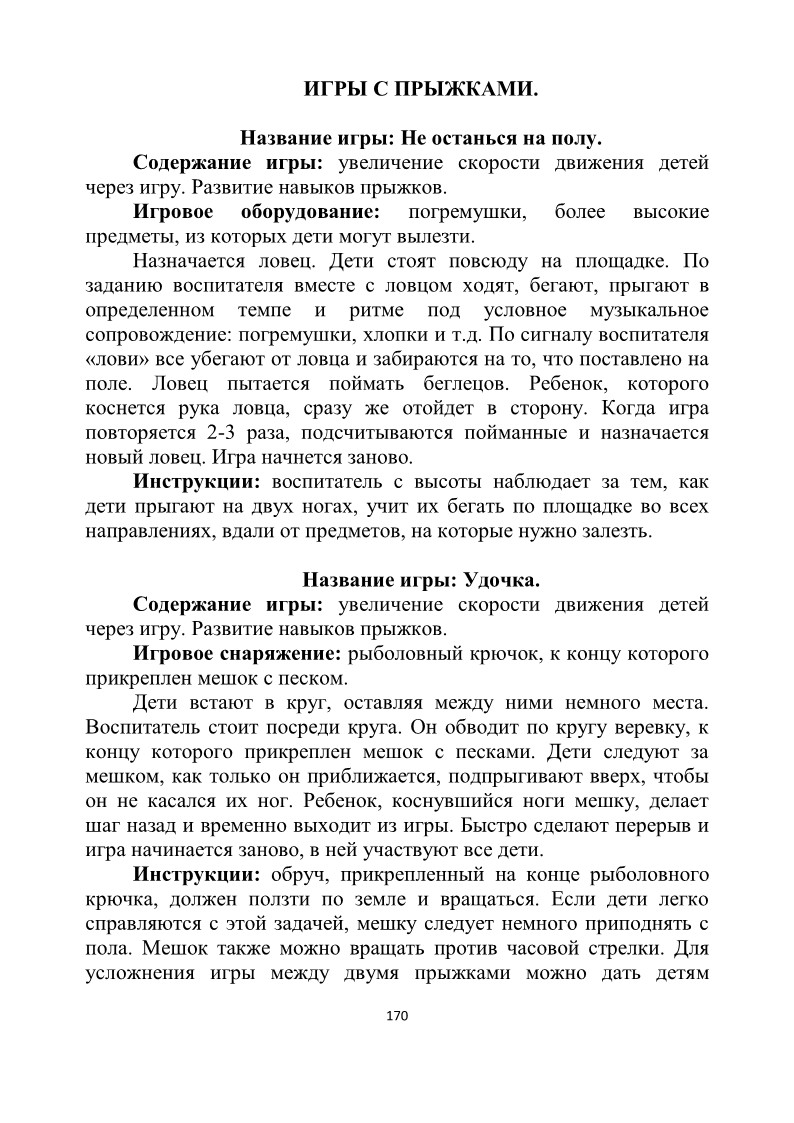 ИГРЫ С ПРЫЖКАМИ.
Название игры: Не останься на полу.
Содержание игры: увеличение скорости движения детей
через игру. Развитие навыков прыжков.
Игровое оборудование: погремушки, более высокие
предметы, из которых дети могут вылезти.
Назначается ловец. Дети стоят повсюду на площадке. По
заданию воспитателя вместе с ловцом ходят, бегают, прыгают в
определенном темпе и ритме под условное музыкальное
сопровождение: погремушки, хлопки и т.д. По сигналу воспитателя
«лови» все убегают от ловца и забираются на то, что поставлено на
поле. Ловец пытается поймать беглецов. Ребенок, которого
коснется рука ловца, сразу же отойдет в сторону. Когда игра
повторяется 2-3 раза, подсчитываются пойманные и назначается
новый ловец. Игра начнется заново.
Инструкции: воспитатель с высоты наблюдает за тем, как
дети прыгают на двух ногах, учит их бегать по площадке во всех
направлениях, вдали от предметов, на которые нужно залезть.
Название игры: Удочка.
Содержание игры: увеличение скорости движения детей
через игру. Развитие навыков прыжков.
Игровое снаряжение: рыболовный крючок, к концу которого
прикреплен мешок с песком.
Дети встают в круг, оставляя между ними немного места.
Воспитатель стоит посреди круга. Он обводит по кругу веревку, к
концу которого прикреплен мешок с песками. Дети следуют за
мешком, как только он приближается, подпрыгивают вверх, чтобы
он не касался их ног. Ребенок, коснувшийся ноги мешку, делает
шаг назад и временно выходит из игры. Быстро сделают перерыв и
игра начинается заново, в ней участвуют все дети.
Инструкции: обруч, прикрепленный на конце рыболовного
крючка, должен ползти по земле и вращаться. Если дети легко
справляются с этой задачей, мешку следует немного приподнять с
пола. Мешок также можно вращать против часовой стрелки. Для
усложнения игры между двумя прыжками можно дать детям
170